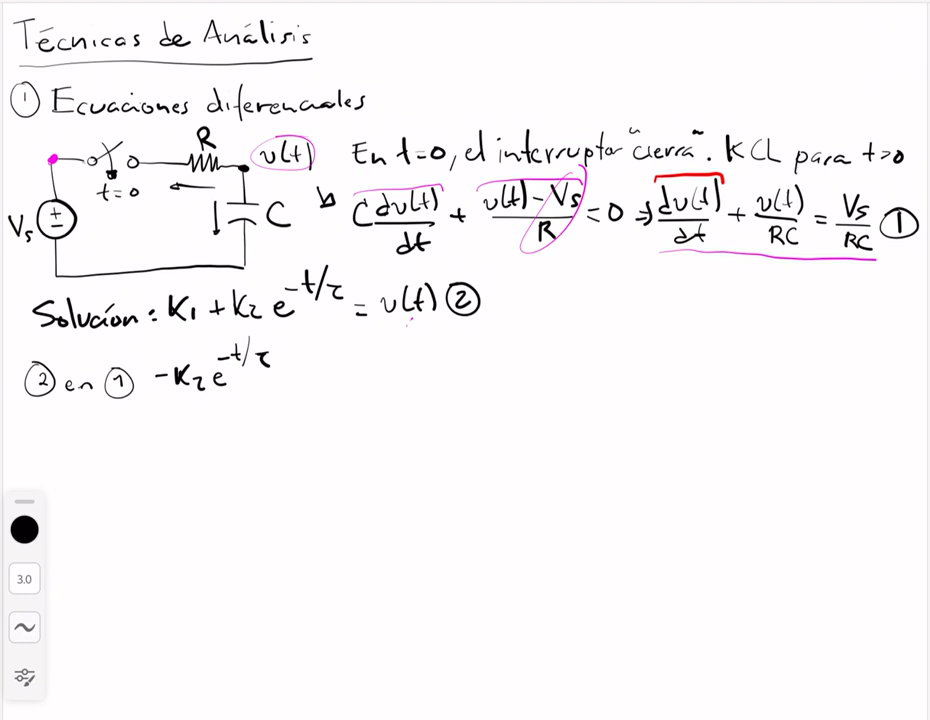 Técnicas de Análisis
① Ecuaciones diferenciales
R
v(t)
En t=0, el interruptor "cierra". KCL para t>0
t=0
Vs
+
-
C
C dv(t)/dt + (v(t) - Vs)/R = 0 → dv(t)/dt + v(t)/RC = Vs/RC ①
Solución: K1 + K2 e^{-t/τ} = v(t) ②
② en ① -K2 e^{-t/τ}
3.0